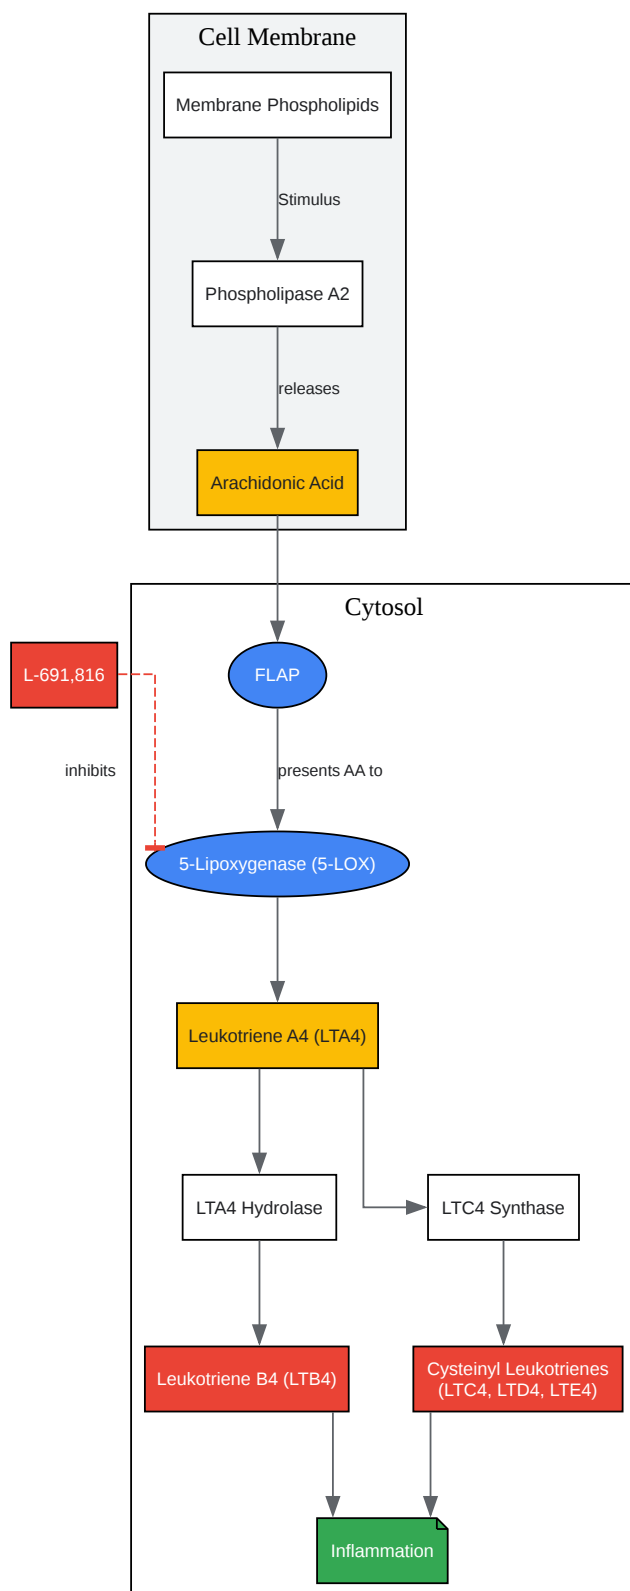 Cell Membrane
Membrane Phospholipids
Stimulus
Phospholipase A2
releases
Arachidonic Acid
Cytosol
L-691,816
FLAP
inhibits
presents AA to
5-Lipoxygenase (5-LOX)
Leukotriene A4 (LTA4)
LTA4 Hydrolase
LTC4 Synthase
Leukotriene B4 (LTB4)
Cysteinyl Leukotrienes
(LTC4, LTD4, LTE4)
Inflammation